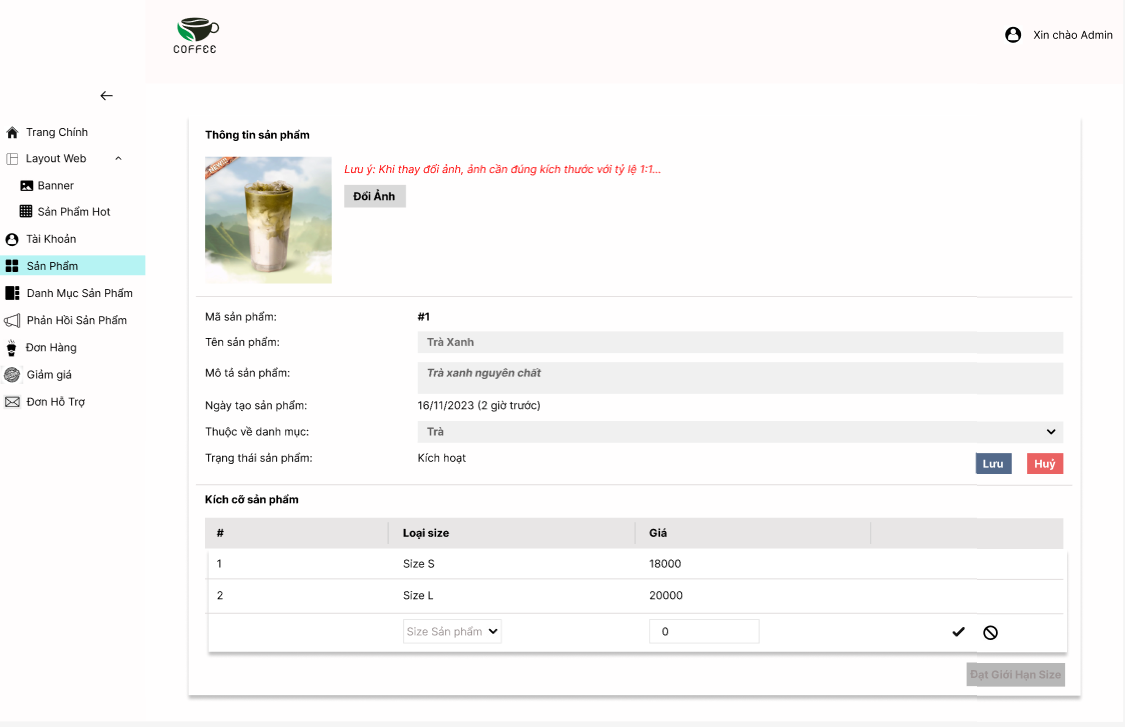 COFFEE
Xin chào Admin
Trang Chính
Layout Web
Banner
Sản Phẩm Hot
Tài Khoản
Sản Phẩm
Danh Mục Sản Phẩm
Phản Hồi Sản Phẩm
Đơn Hàng
Giảm giá
Đơn Hỗ Trợ
Thông tin sản phẩm
Lưu ý: Khi thay đổi ảnh, ảnh cần đúng kích thước với tỷ lệ 1:1...
Đổi Ảnh
Mã sản phẩm: #1
Tên sản phẩm: Trà Xanh
Mô tả sản phẩm: Trà xanh nguyên chất
Ngày tạo sản phẩm: 16/11/2023 (2 giờ trước)
Thuộc về danh mục: Trà
Trạng thái sản phẩm: Kích hoạt
Lưu Huỷ
Kích cỡ sản phẩm
# Loại size Giá
1 Size S 18000
2 Size L 20000
Size Sản phẩm 0
Đạt Giới Hạn Size